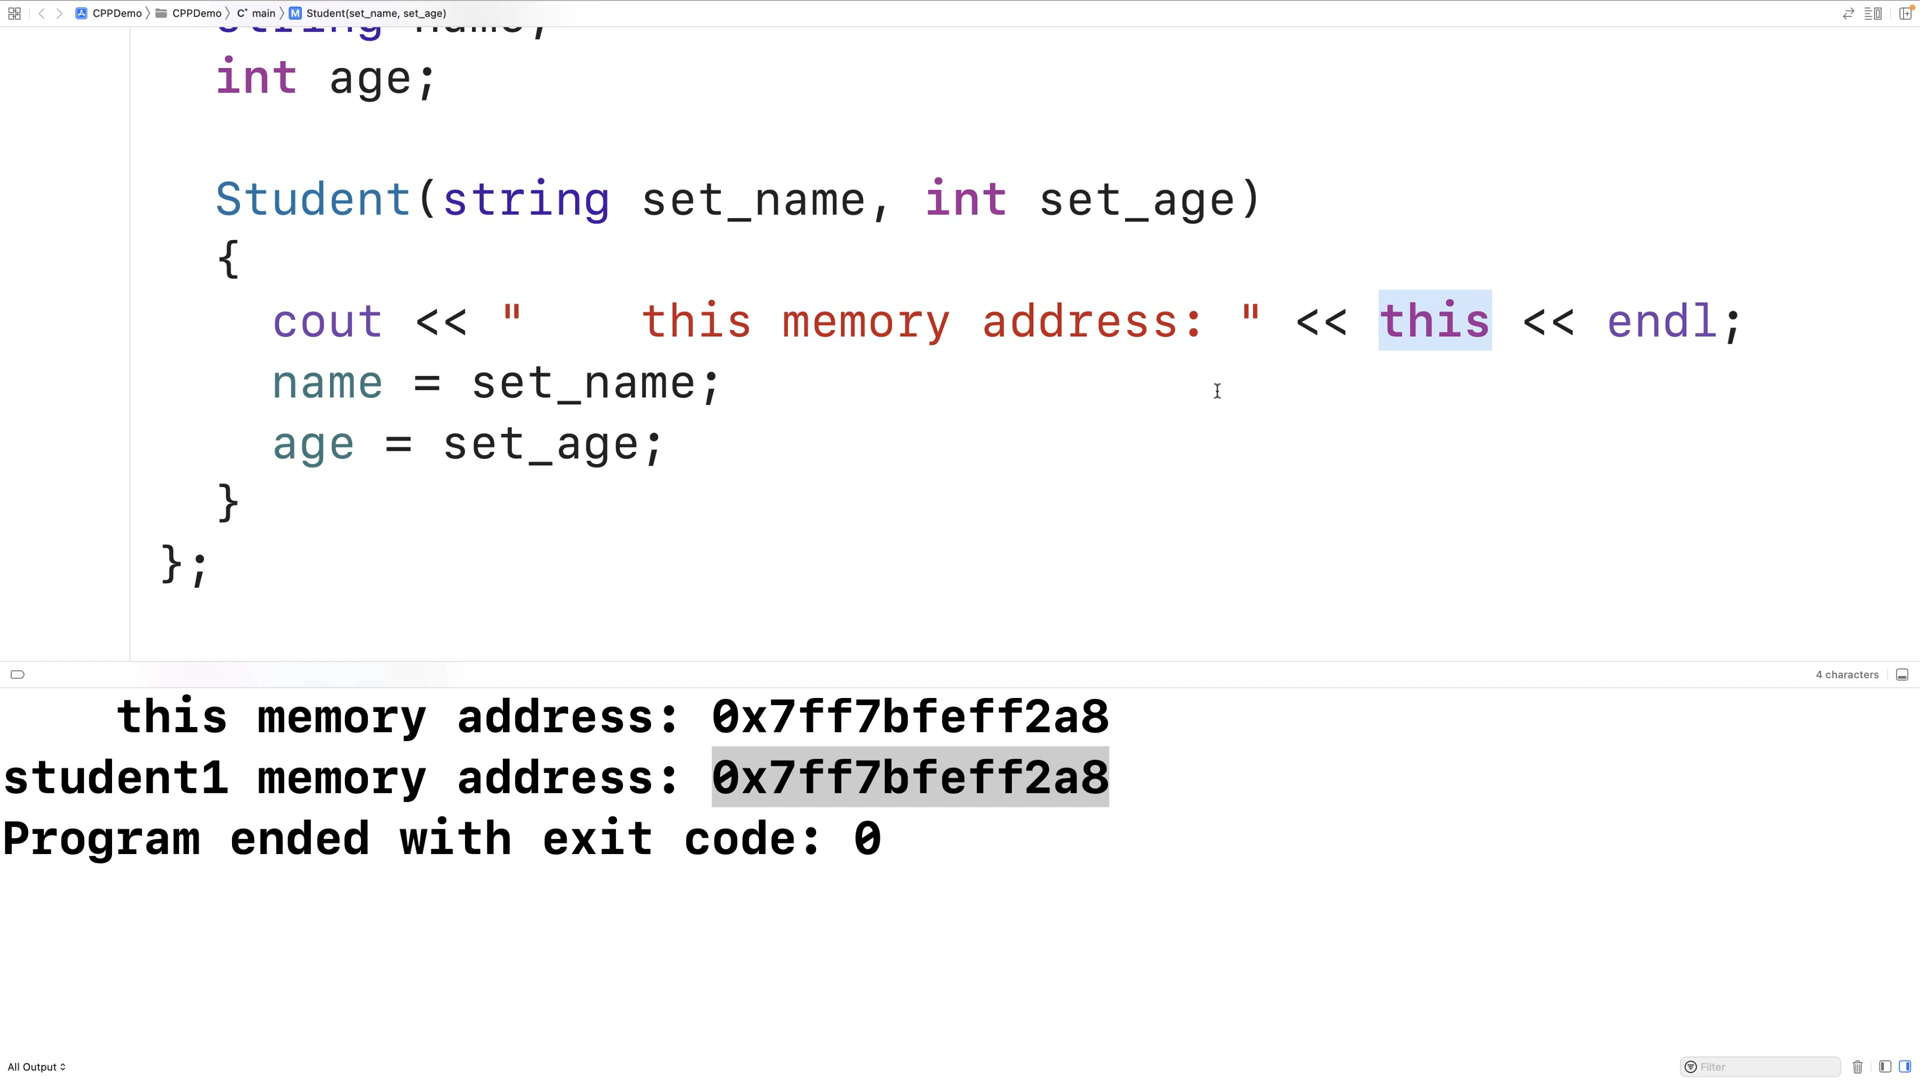 CPPDemo 〉 CPPDemo 〉 C+ main 〉 M Student(set_name, set_age)
string name;
int age;
Student(string set_name, int set_age)
{
cout << "    this memory address: " << this << endl;
name = set_name;
age = set_age;
}
};
4 characters
this memory address: 0x7ff7bfeff2a8
student1 memory address: 0x7ff7bfeff2a8
Program ended with exit code: 0
All Output
Filter